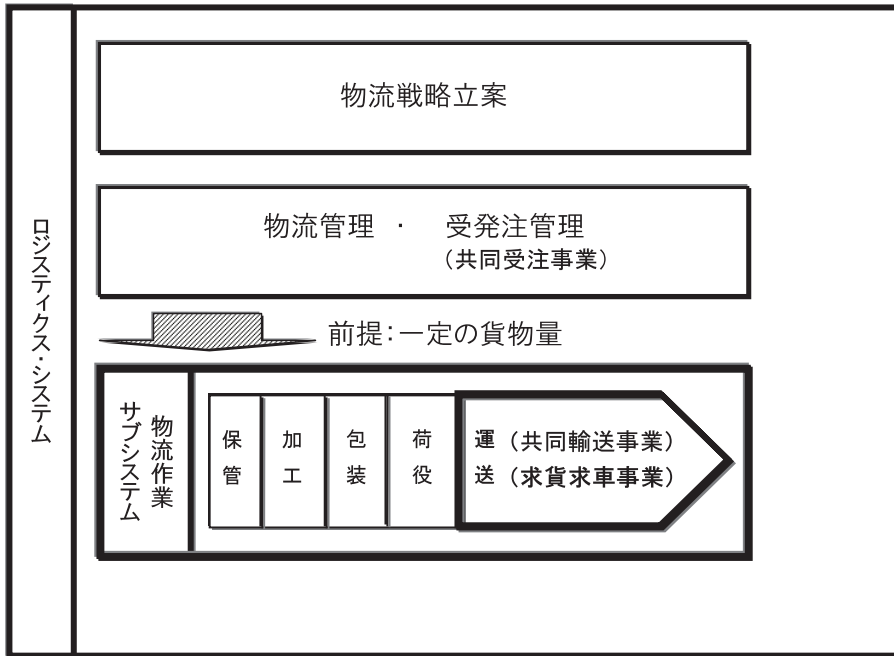 ロジスティクス・システム
物流戦略立案
物流管理 ・ 受発注管理
（共同受注事業）
前提：一定の貨物量
物流作業
サブシステム
保管
加工
包装
荷役
運送
（共同輸送事業）
（求貨求車事業）